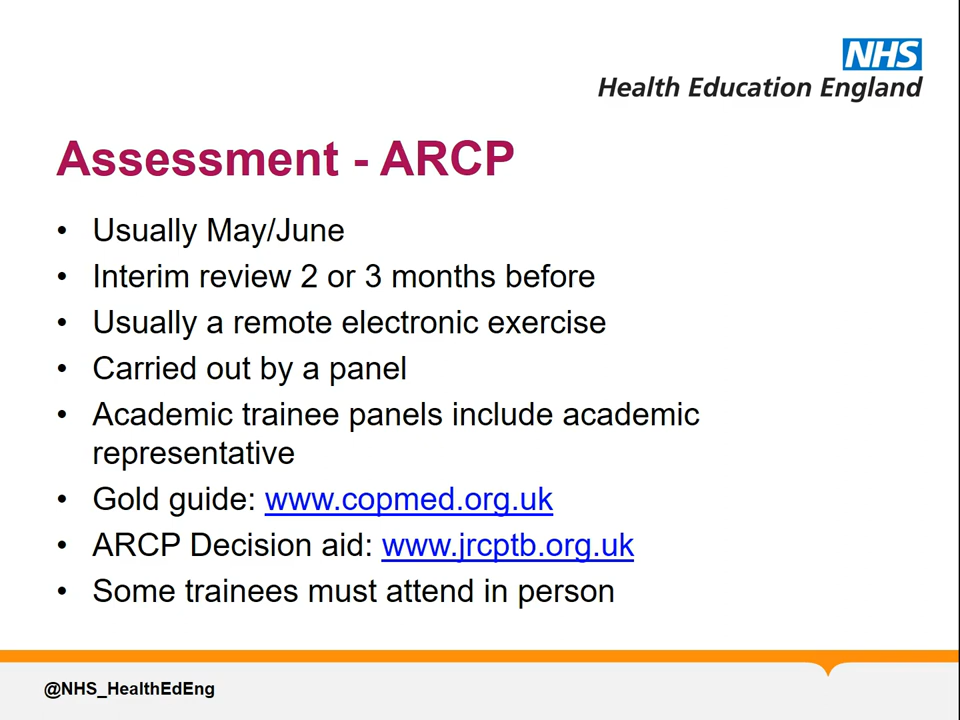 NHS
Health Education England
Assessment - ARCP
• Usually May/June
• Interim review 2 or 3 months before
• Usually a remote electronic exercise
• Carried out by a panel
• Academic trainee panels include academic
representative
• Gold guide: www.copmed.org.uk
• ARCP Decision aid: www.jrcptb.org.uk
• Some trainees must attend in person
@NHS_HealthEdEng